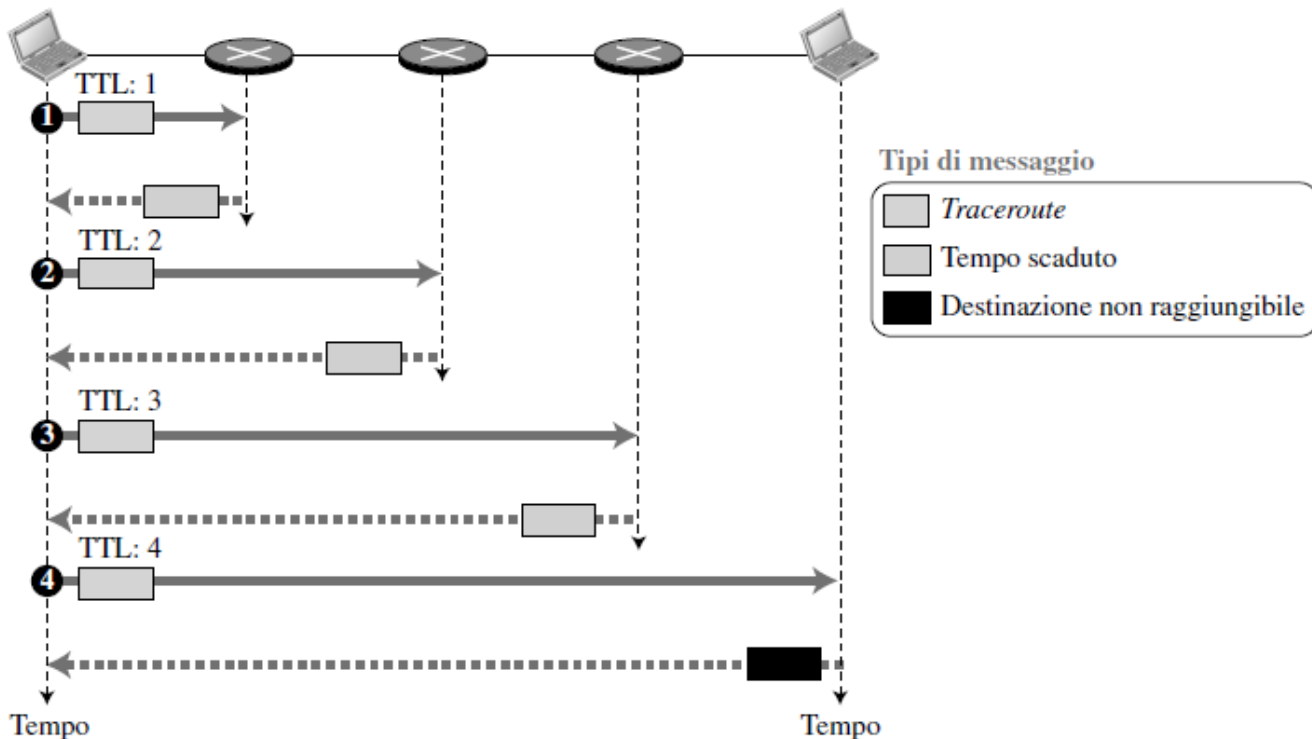 TTL: 1
1
TTL: 2
2
TTL: 3
3
TTL: 4
4
Tempo
Tempo
Tipi di messaggio
Traceroute
Tempo scaduto
Destinazione non raggiungibile